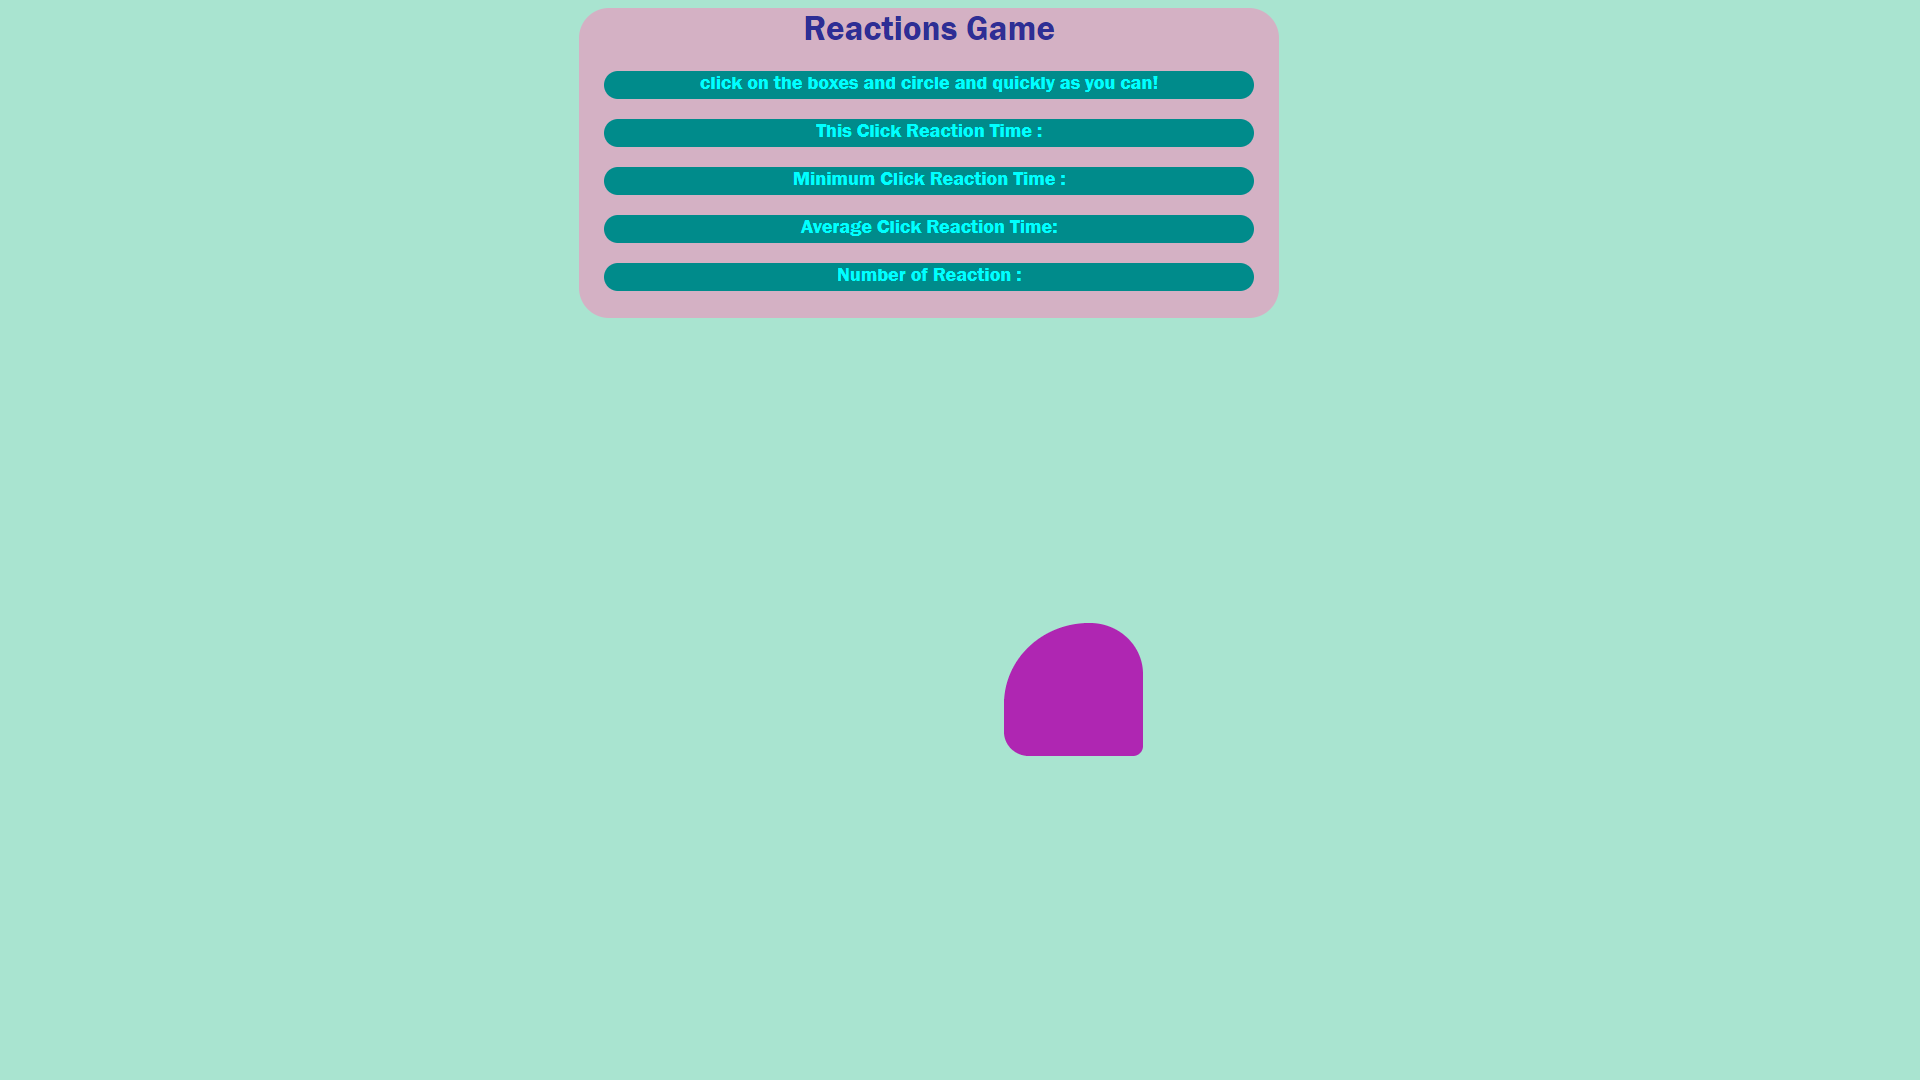 Reactions Game
click on the boxes and circle and quickly as you can!
This Click Reaction Time :
Minimum Click Reaction Time :
Average Click Reaction Time:
Number of Reaction :